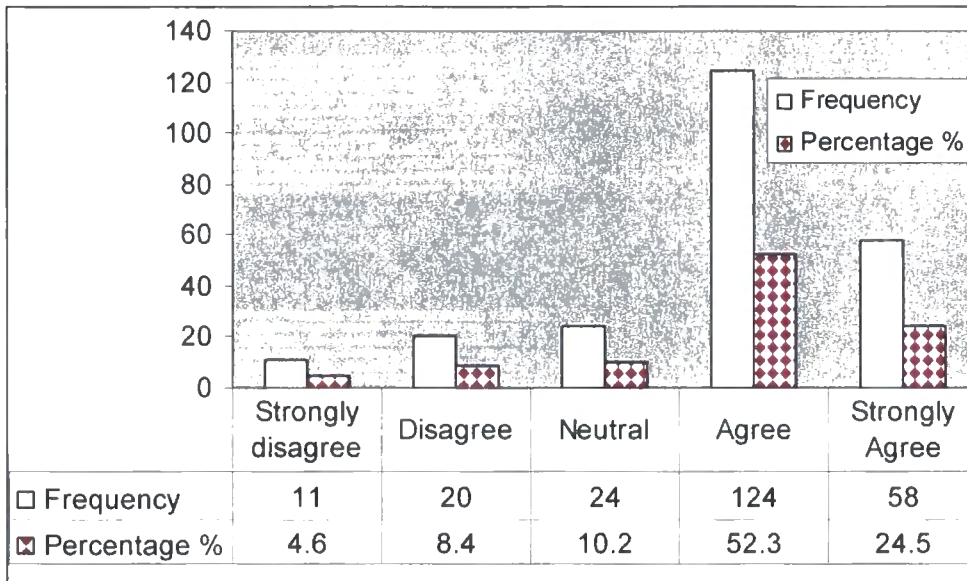 140
120
100
80
60
40
20
0
Frequency
Percentage %
Strongly disagree
Disagree
Neutral
Agree
Strongly Agree
Frequency 11 20 24 124 58
Percentage % 4.6 8.4 10.2 52.3 24.5